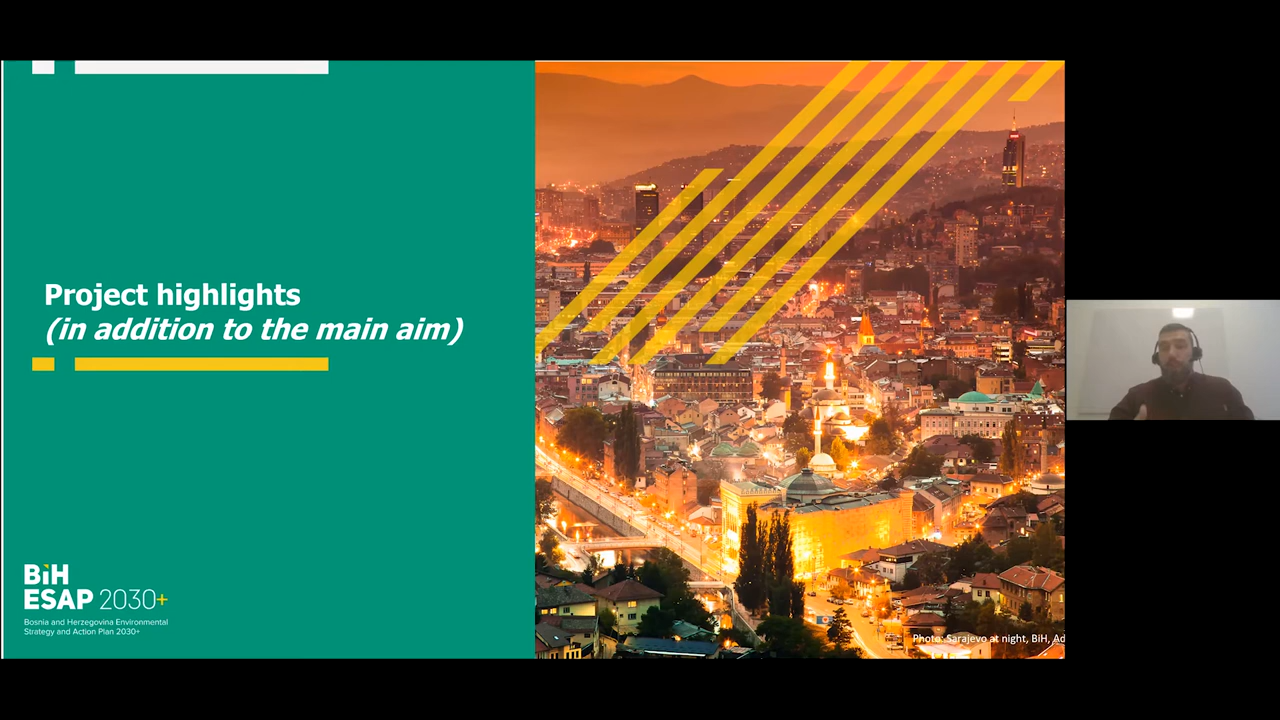 Project highlights
(in addition to the main aim)
BiH
ESAP 2030+
Bosnia and Herzegovina Environmental
Strategy and Action Plan 2030+
Photo: Sarajevo at night, BiH, Ad